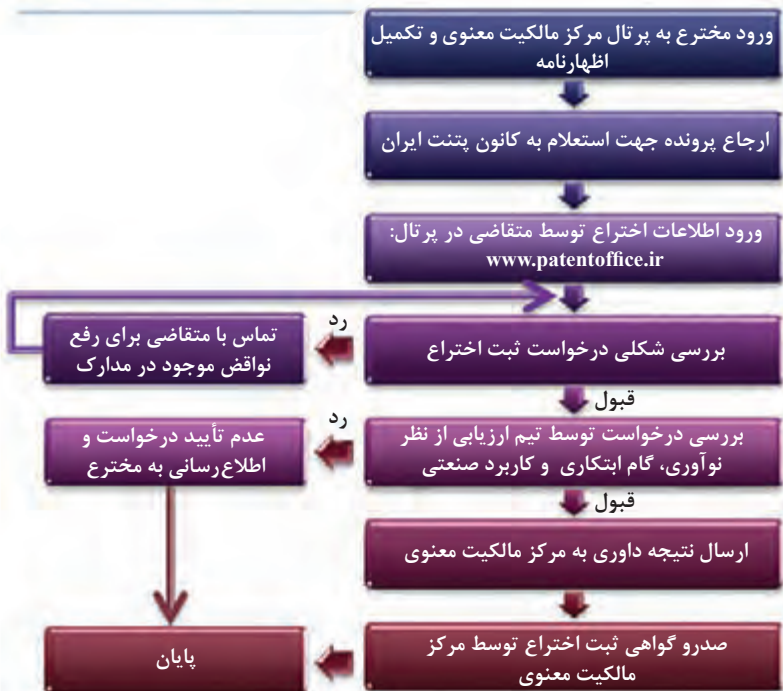 ورود مخترع به پرتال مرکز مالکیت معنوی و تکمیل
اظهارنامه
ارجاع پرونده جهت استعلام به کانون پتنت ایران
ورود اطلاعات اختراع توسط متقاضی در پرتال:
www.patentoffice.ir
بررسی شکلی درخواست ثبت اختراع
رد
تماس با متقاضی برای رفع
نواقض موجود در مدارک
قبول
بررسی درخواست توسط تیم ارزیابی از نظر
نوآوری، گام ابتکاری و کاربرد صنعتی
رد
عدم تأیید درخواست و
اطلاع‌رسانی به مخترع
قبول
ارسال نتیجه داوری به مرکز مالکیت معنوی
صدرو گواهی ثبت اختراع توسط مرکز
مالکیت معنوی
پایان